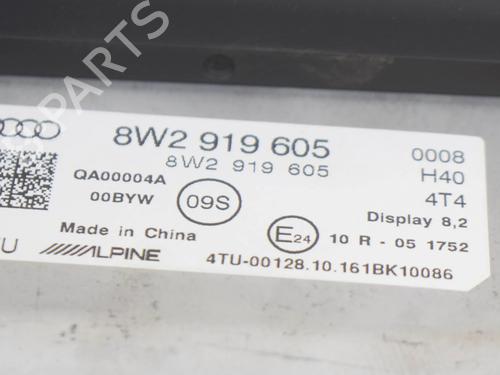 PARTS
8W2 919 605
0008
8W2 919 605
H40
QA00004A
4T4
00BYW
09S
Display 8,2
Made in China
E24
10 R - 05 1752
ALPINE
4TU-00128.10.161BK10086